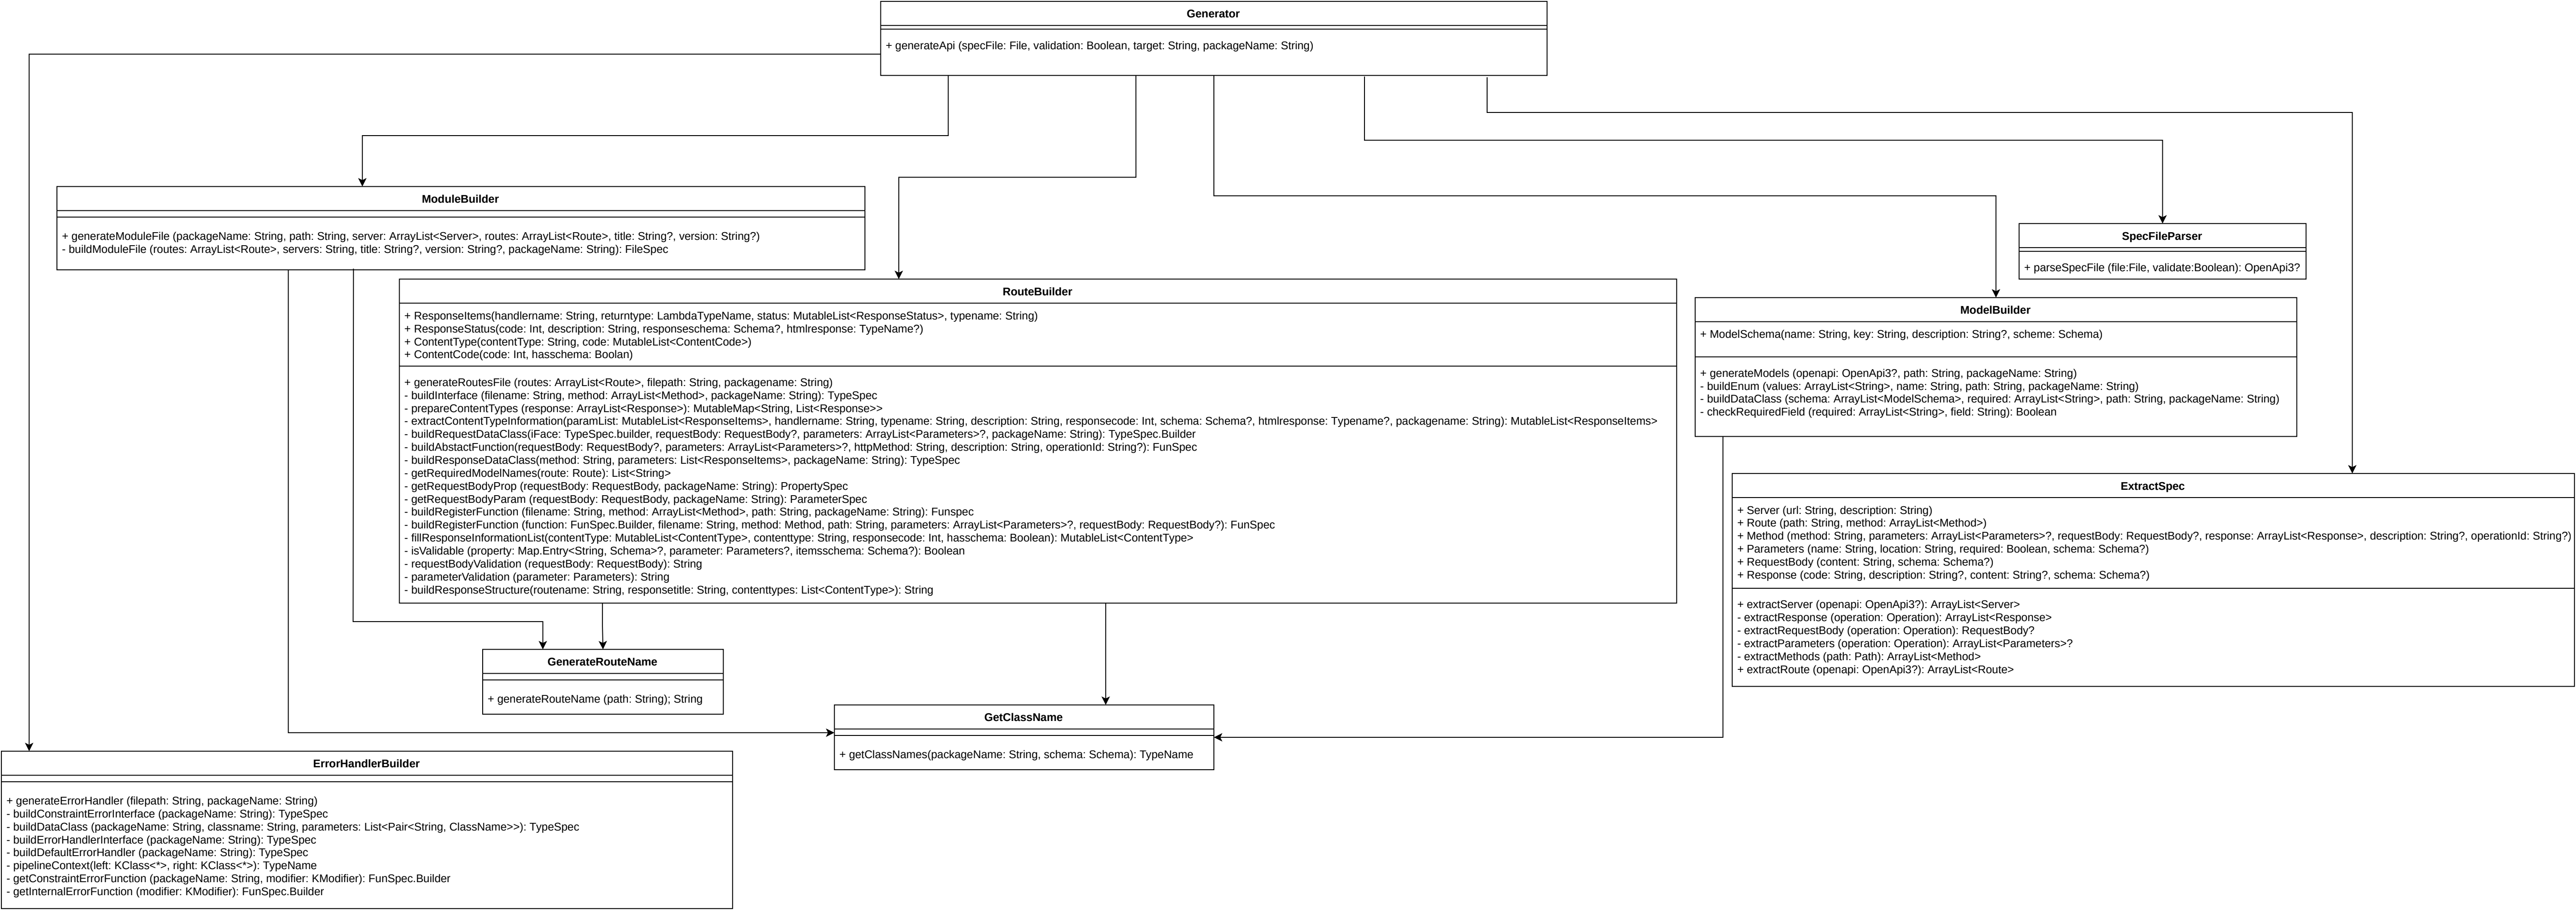 Generator
+ generateApi (specFile: File, validation: Boolean, target: String, packageName: String)
ModuleBuilder
+ generateModuleFile (packageName: String, path: String, server: ArrayList<Server>, routes: ArrayList<Route>, title: String?, version: String?)
- buildModuleFile (routes: ArrayList<Route>, servers: String, title: String?, version: String?, packageName: String): FileSpec
SpecFileParser
+ parseSpecFile (file:File, validate:Boolean): OpenApi3?
RouteBuilder
+ ResponseItems(handlername: String, returntype: LambdaTypeName, status: MutableList<ResponseStatus>, typename: String)
+ ResponseStatus(code: Int, description: String, responseschema: Schema?, htmlresponse: TypeName?)
+ ContentType(contentType: String, code: MutableList<ContentCode>)
+ ContentCode(code: Int, hasschema: Boolan)
+ generateRoutesFile (routes: ArrayList<Route>, filepath: String, packagename: String)
- buildInterface (filename: String, method: ArrayList<Method>, packageName: String): TypeSpec
- prepareContentTypes (response: ArrayList<Response>): MutableMap<String, List<Response>>
- extractContentTypeInformation(paramList: MutableList<ResponseItems>, handlername: String, typename: String, description: String, responsecode: Int, schema: Schema?, htmlresponse: Typename?, packagename: String): MutableList<ResponseItems>
- buildRequestDataClass(iFace: TypeSpec.builder, requestBody: RequestBody?, parameters: ArrayList<Parameters>?, packageName: String): TypeSpec.Builder
- buildAbstractFunction(requestBody: RequestBody?, parameters: ArrayList<Parameters>?, httpMethod: String, description: String, operationId: String?): FunSpec
- buildResponseDataClass(method: String, parameters: List<ResponseItems>, packageName: String): TypeSpec
- getRequiredModelNames(route: Route): List<String>
- getRequestBodyProp (requestBody: RequestBody, packageName: String): PropertySpec
- getRequestBodyParam (requestBody: RequestBody, packageName: String): ParameterSpec
- buildRegisterFunction (filename: String, method: ArrayList<Method>, path: String, packageName: String): Funspec
- buildRegisterFunction (function: FunSpec.Builder, filename: String, method: Method, path: String, parameters: ArrayList<Parameters>?, requestBody: RequestBody?): FunSpec
- fillResponseInformationList(contentType: MutableList<ContentType>, contenttype: String, responsecode: Int, hasschema: Boolean): MutableList<ContentType>
- isValidable (property: Map.Entry<String, Schema>?, parameter: Parameters?, itemsschema: Schema?): Boolean
- requestBodyValidation (requestBody: RequestBody): String
- parameterValidation (parameter: Parameters): String
- buildResponseStructure(routename: String, responsetitle: String, contenttypes: List<ContentType>): String
ModelBuilder
+ ModelSchema(name: String, key: String, description: String?, scheme: Schema)
+ generateModels (openapi: OpenApi3?, path: String, packageName: String)
- buildEnum (values: ArrayList<String>, name: String, path: String, packageName: String)
- buildDataClass (schema: ArrayList<ModelSchema>, required: ArrayList<String>, path: String, packageName: String)
- checkRequiredField (required: ArrayList<String>, field: String): Boolean
ExtractSpec
+ Server (url: String, description: String)
+ Route (path: String, method: ArrayList<Method>)
+ Method (method: String, parameters: ArrayList<Parameters>?, requestBody: RequestBody?, response: ArrayList<Response>, description: String?, operationId: String?)
+ Parameters (name: String, location: String, required: Boolean, schema: Schema?)
+ RequestBody (content: String, schema: Schema?)
+ Response (code: String, description: String?, content: String?, schema: Schema?)
+ extractServer (openapi: OpenApi3?): ArrayList<Server>
- extractResponse (operation: Operation): ArrayList<Response>
- extractRequestBody (operation: Operation): RequestBody?
- extractParameters (operation: Operation): ArrayList<Parameters>?
- extractMethods (path: Path): ArrayList<Method>
+ extractRoute (openapi: OpenApi3?): ArrayList<Route>
GenerateRouteName
+ generateRouteName (path: String); String
GetClassName
+ getClassNames(packageName: String, schema: Schema): TypeName
ErrorHandlerBuilder
+ generateErrorHandler (filepath: String, packageName: String)
- buildConstraintErrorInterface (packageName: String): TypeSpec
- buildDataClass (packageName: String, classname: String, parameters: List<Pair<String, ClassName>>): TypeSpec
- buildErrorHandlerInterface (packageName: String): TypeSpec
- buildDefaultErrorHandler (packageName: String): TypeSpec
- pipelineContext(left: KClass<*>, right: KClass<*>): TypeName
- getConstraintErrorFunction (packageName: String, modifier: KModifier): FunSpec.Builder
- getInternalErrorFunction (modifier: KModifier): FunSpec.Builder